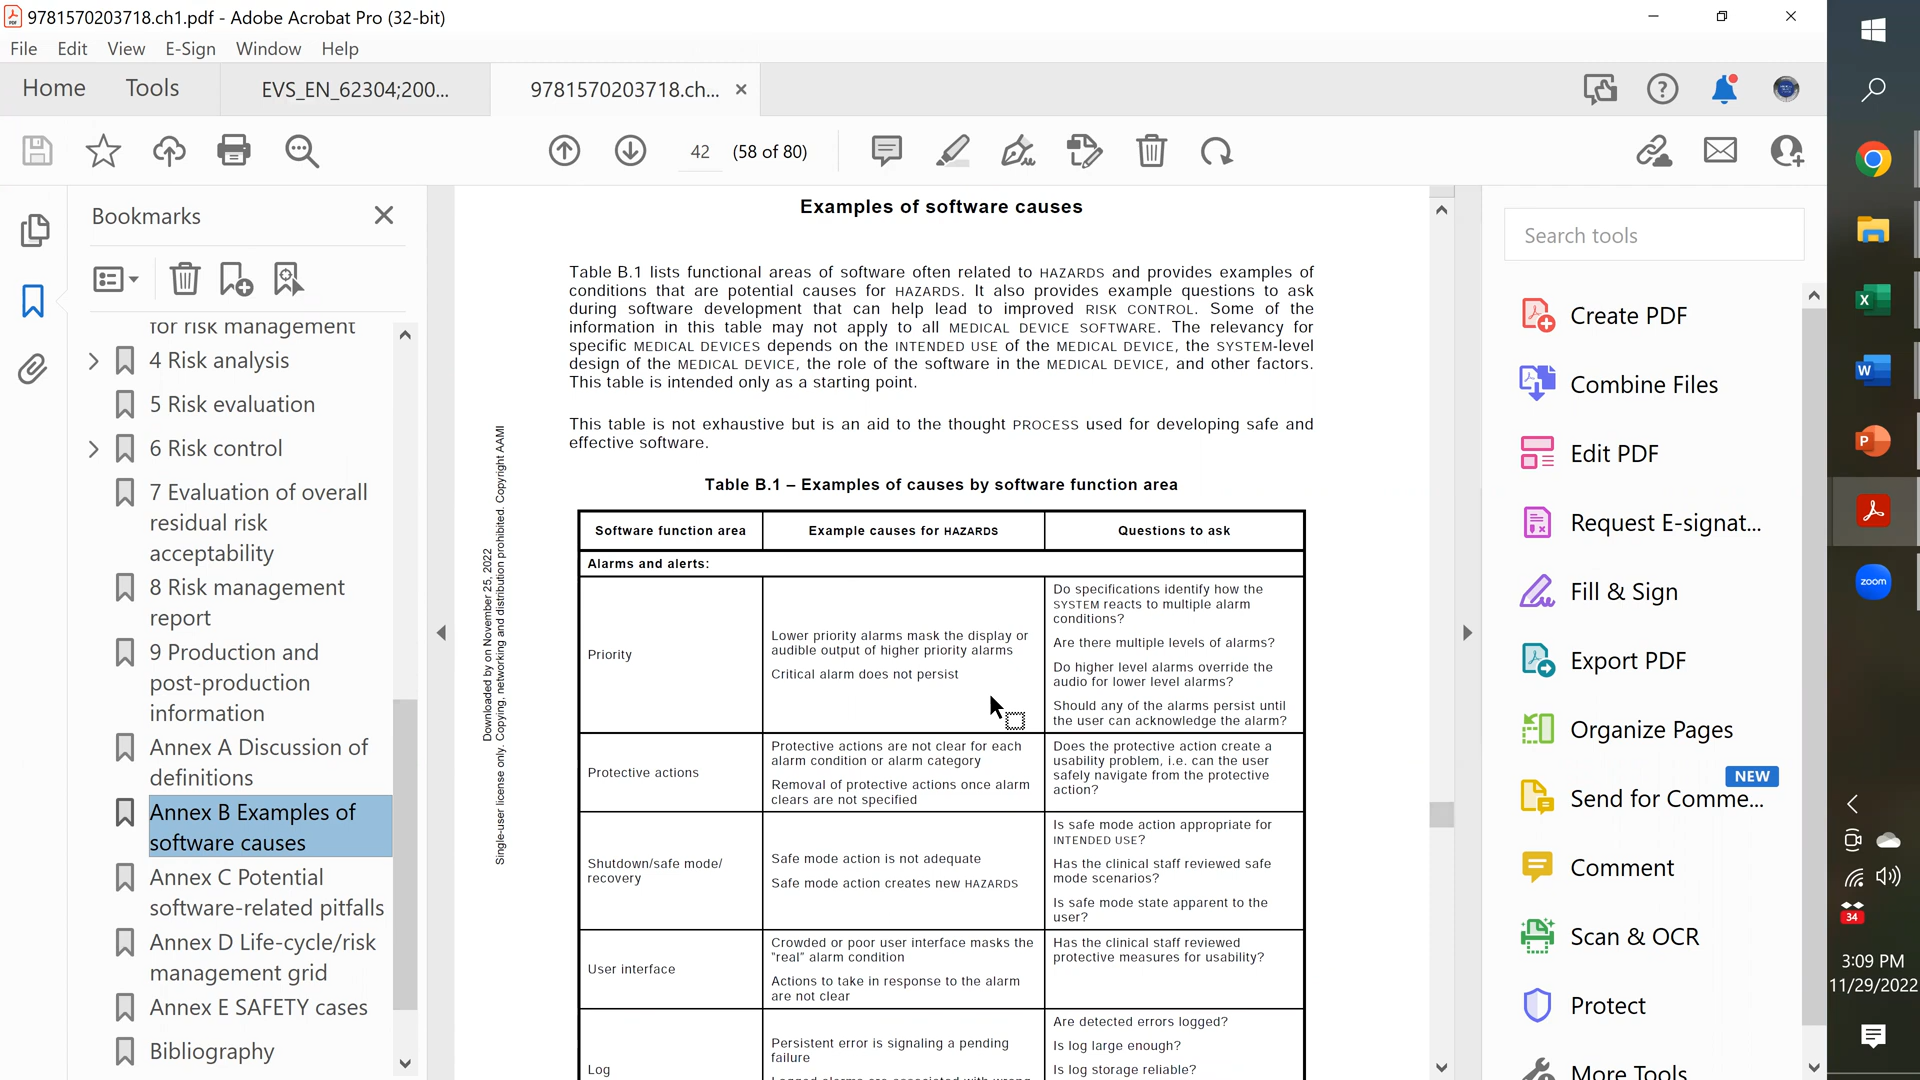 9781570203718.ch1.pdf - Adobe Acrobat Pro (32-bit)
File Edit View E-Sign Window Help
Home Tools EVS_EN_62304;200... 9781570203718.ch...
42 (58 of 80)
Bookmarks
for risk management
4 Risk analysis
5 Risk evaluation
6 Risk control
7 Evaluation of overall
residual risk
acceptability
8 Risk management
report
9 Production and
post-production
information
Annex A Discussion of
definitions
Annex B Examples of
software causes
Annex C Potential
software-related pitfalls
Annex D Life-cycle/risk
management grid
Annex E SAFETY cases
Bibliography
Downloaded by on November 25, 2022
Single-user license only. Copying, networking and distribution prohibited. Copyright AAMI
Examples of software causes
Table B.1 lists functional areas of software often related to HAZARDS and provides examples of
conditions that are potential causes for HAZARDS. It also provides example questions to ask
during software development that can help lead to improved RISK CONTROL. Some of the
information in this table may not apply to all MEDICAL DEVICE SOFTWARE. The relevancy for
specific MEDICAL DEVICES depends on the INTENDED USE of the MEDICAL DEVICE, the SYSTEM-level
design of the MEDICAL DEVICE, the role of the software in the MEDICAL DEVICE, and other factors.
This table is intended only as a starting point.
This table is not exhaustive but is an aid to the thought PROCESS used for developing safe and
effective software.
Table B.1 – Examples of causes by software function area
Software function area
Example causes for HAZARDS
Questions to ask
Alarms and alerts:
Priority
Lower priority alarms mask the display or
audible output of higher priority alarms
Critical alarm does not persist
Do specifications identify how the
SYSTEM reacts to multiple alarm
conditions?
Are there multiple levels of alarms?
Do higher level alarms override the
audio for lower level alarms?
Should any of the alarms persist until
the user can acknowledge the alarm?
Protective actions
Protective actions are not clear for each
alarm condition or alarm category
Removal of protective actions once alarm
clears are not specified
Does the protective action create a
usability problem, i.e. can the user
safely navigate from the protective
action?
Shutdown/safe mode/
recovery
Safe mode action is not adequate
Safe mode action creates new HAZARDS
Is safe mode action appropriate for
INTENDED USE?
Has the clinical staff reviewed safe
mode scenarios?
Is safe mode state apparent to the
user?
User interface
Crowded or poor user interface masks the
"real" alarm condition
Actions to take in response to the alarm
are not clear
Has the clinical staff reviewed
protective measures for usability?
Log
Persistent error is signaling a pending
failure
Logged alarms are associated with wrong
Are detected errors logged?
Is log large enough?
Is log storage reliable?
Search tools
Create PDF
Combine Files
Edit PDF
Request E-signat...
Fill & Sign
Export PDF
Organize Pages
NEW
Send for Comme...
Comment
Scan & OCR
Protect
More Tools
zoom
34
3:09 PM
11/29/2022